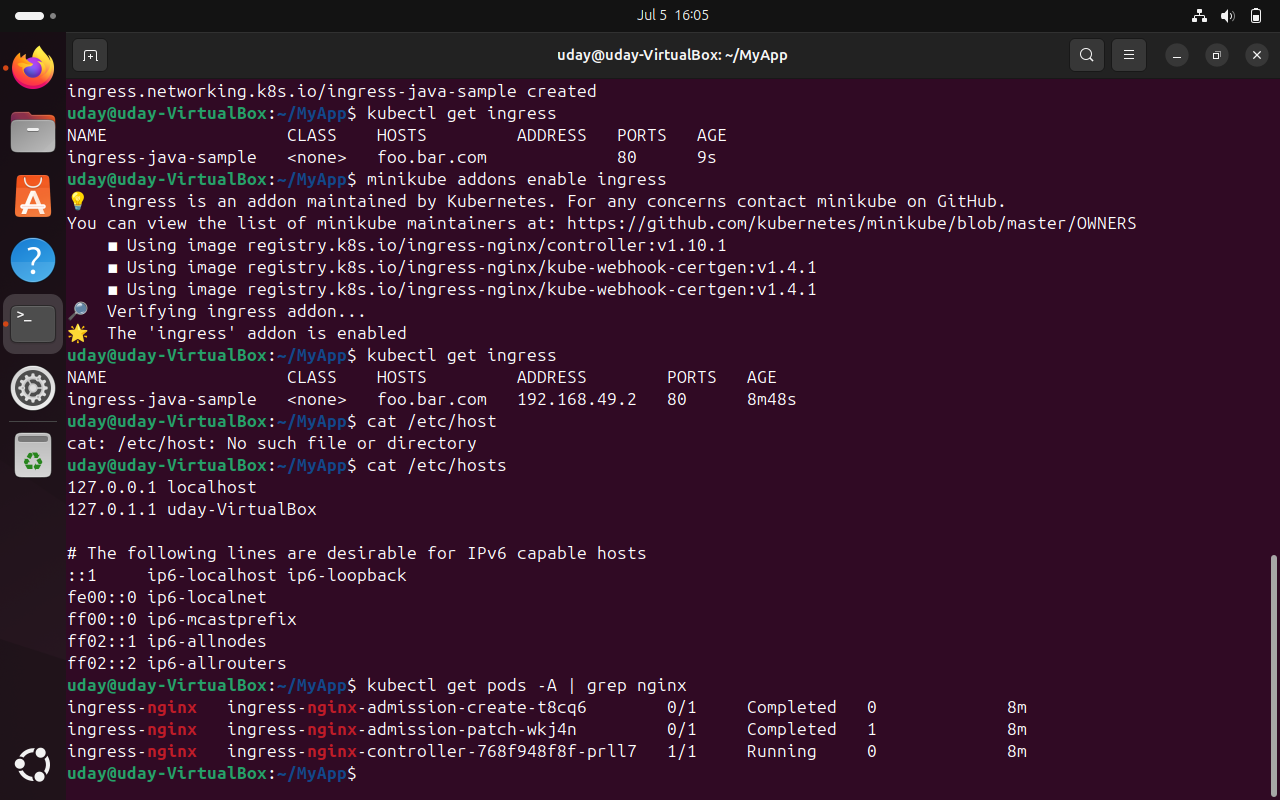 Jul 5 16:05
uday@uday-VirtualBox: ~/MyApp
ingress.networking.k8s.io/ingress-java-sample created
uday@uday-VirtualBox:~/MyApp$ kubectl get ingress
NAME                  CLASS    HOSTS         ADDRESS   PORTS   AGE
ingress-java-sample   <none>   foo.bar.com             80      9s
uday@uday-VirtualBox:~/MyApp$ minikube addons enable ingress
💡  ingress is an addon maintained by Kubernetes. For any concerns contact minikube on GitHub.
You can view the list of minikube maintainers at: https://github.com/kubernetes/minikube/blob/master/OWNERS
    ▪ Using image registry.k8s.io/ingress-nginx/controller:v1.10.1
    ▪ Using image registry.k8s.io/ingress-nginx/kube-webhook-certgen:v1.4.1
    ▪ Using image registry.k8s.io/ingress-nginx/kube-webhook-certgen:v1.4.1
🔎  Verifying ingress addon...
🌟  The 'ingress' addon is enabled
uday@uday-VirtualBox:~/MyApp$ kubectl get ingress
NAME                  CLASS    HOSTS         ADDRESS        PORTS   AGE
ingress-java-sample   <none>   foo.bar.com   192.168.49.2   80      8m48s
uday@uday-VirtualBox:~/MyApp$ cat /etc/host
cat: /etc/host: No such file or directory
uday@uday-VirtualBox:~/MyApp$ cat /etc/hosts
127.0.0.1 localhost
127.0.1.1 uday-VirtualBox

# The following lines are desirable for IPv6 capable hosts
::1     ip6-localhost ip6-loopback
fe00::0 ip6-localnet
ff00::0 ip6-mcastprefix
ff02::1 ip6-allnodes
ff02::2 ip6-allrouters
uday@uday-VirtualBox:~/MyApp$ kubectl get pods -A | grep nginx
ingress-nginx   ingress-nginx-admission-create-t8cq6        0/1     Completed   0             8m
ingress-nginx   ingress-nginx-admission-patch-wkj4n         0/1     Completed   1             8m
ingress-nginx   ingress-nginx-controller-768f948f8f-prll7   1/1     Running     0             8m
uday@uday-VirtualBox:~/MyApp$